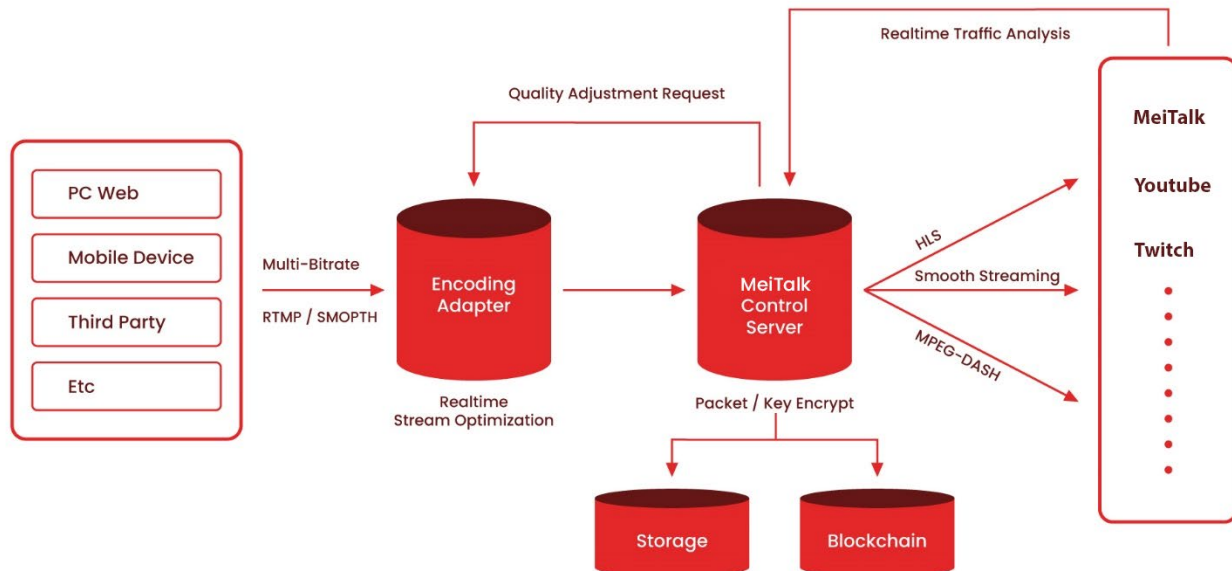 Realtime Traffic Analysis
Quality Adjustment Request
PC Web
Mobile Device
Third Party
Etc
Multi-Bitrate
RTMP / SMOPTH
Encoding
Adapter
Realtime
Stream Optimization
MeiTalk
Control
Server
Packet / Key Encrypt
Storage
Blockchain
HLS
Smooth Streaming
MPEG-DASH
MeiTalk
Youtube
Twitch